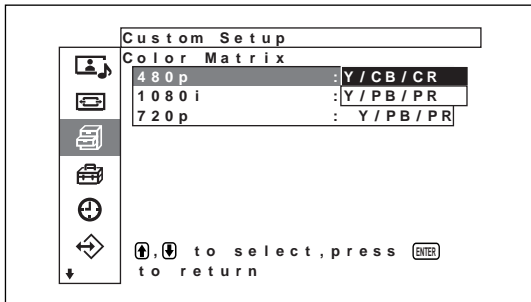 Custom Setup
Color Matrix
480p : Y/CB/CR
1080i : Y/PB/PR
720p : Y/PB/PR
, to select,press ENTER
to return